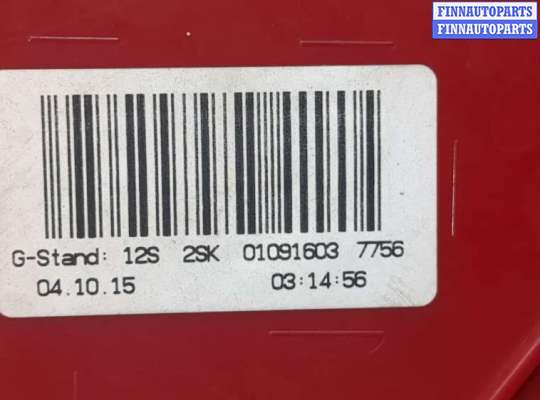 FINNAUTOPARTS
FINNAUTOPARTS
G-Stand: 12S 2SK 01091603 7756
04.10.15 03:14:56